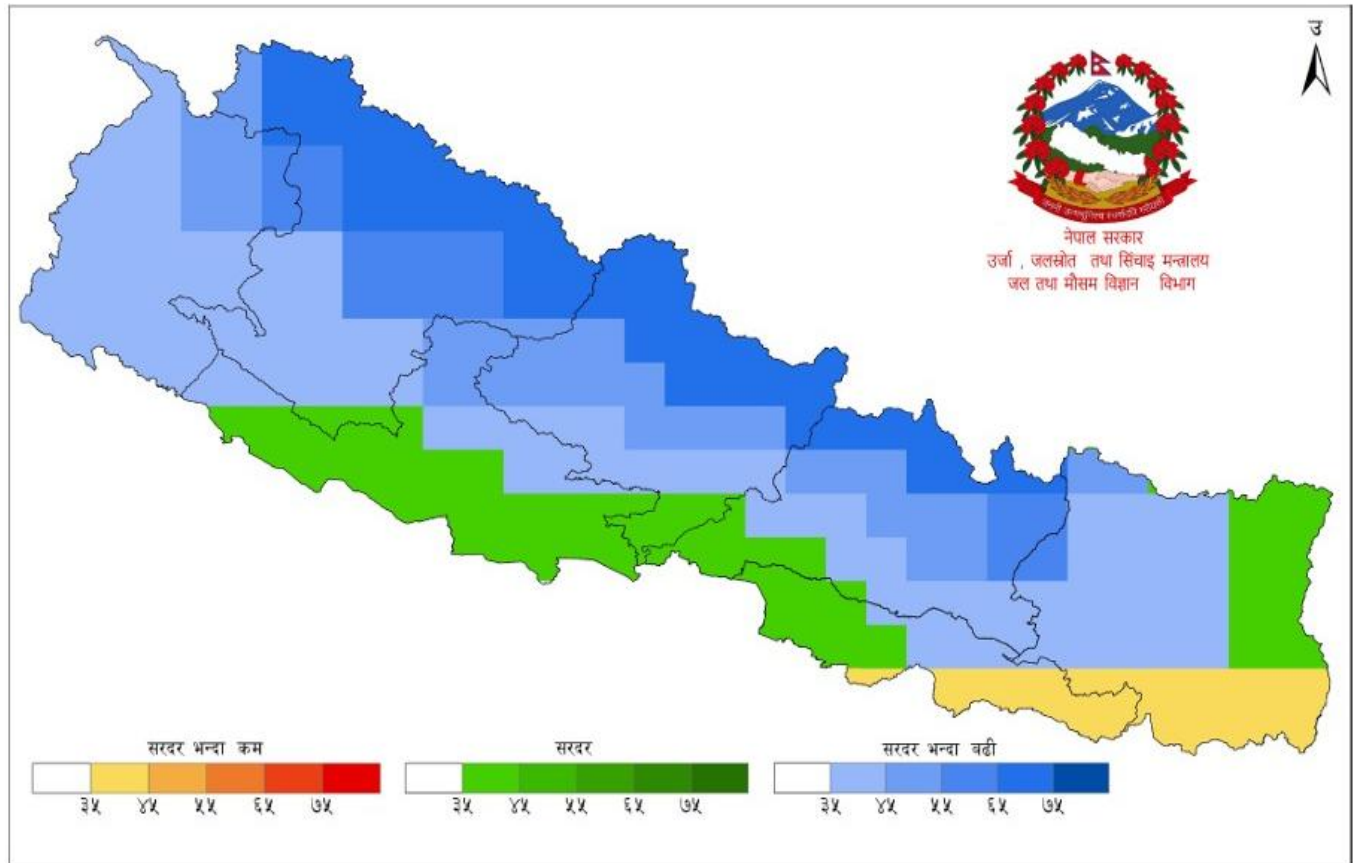 उ
नेपाल सरकार
उर्जा , जलस्रोत तथा सिंचाइ मन्त्रालय
जल तथा मौसम विज्ञान विभाग
सरदर भन्दा कम
३५ ४५ ५५ ६५ ७५
सरदर
३५ ४५ ५५ ६५ ७५
सरदर भन्दा बढी
३५ ४५ ५५ ६५ ७५